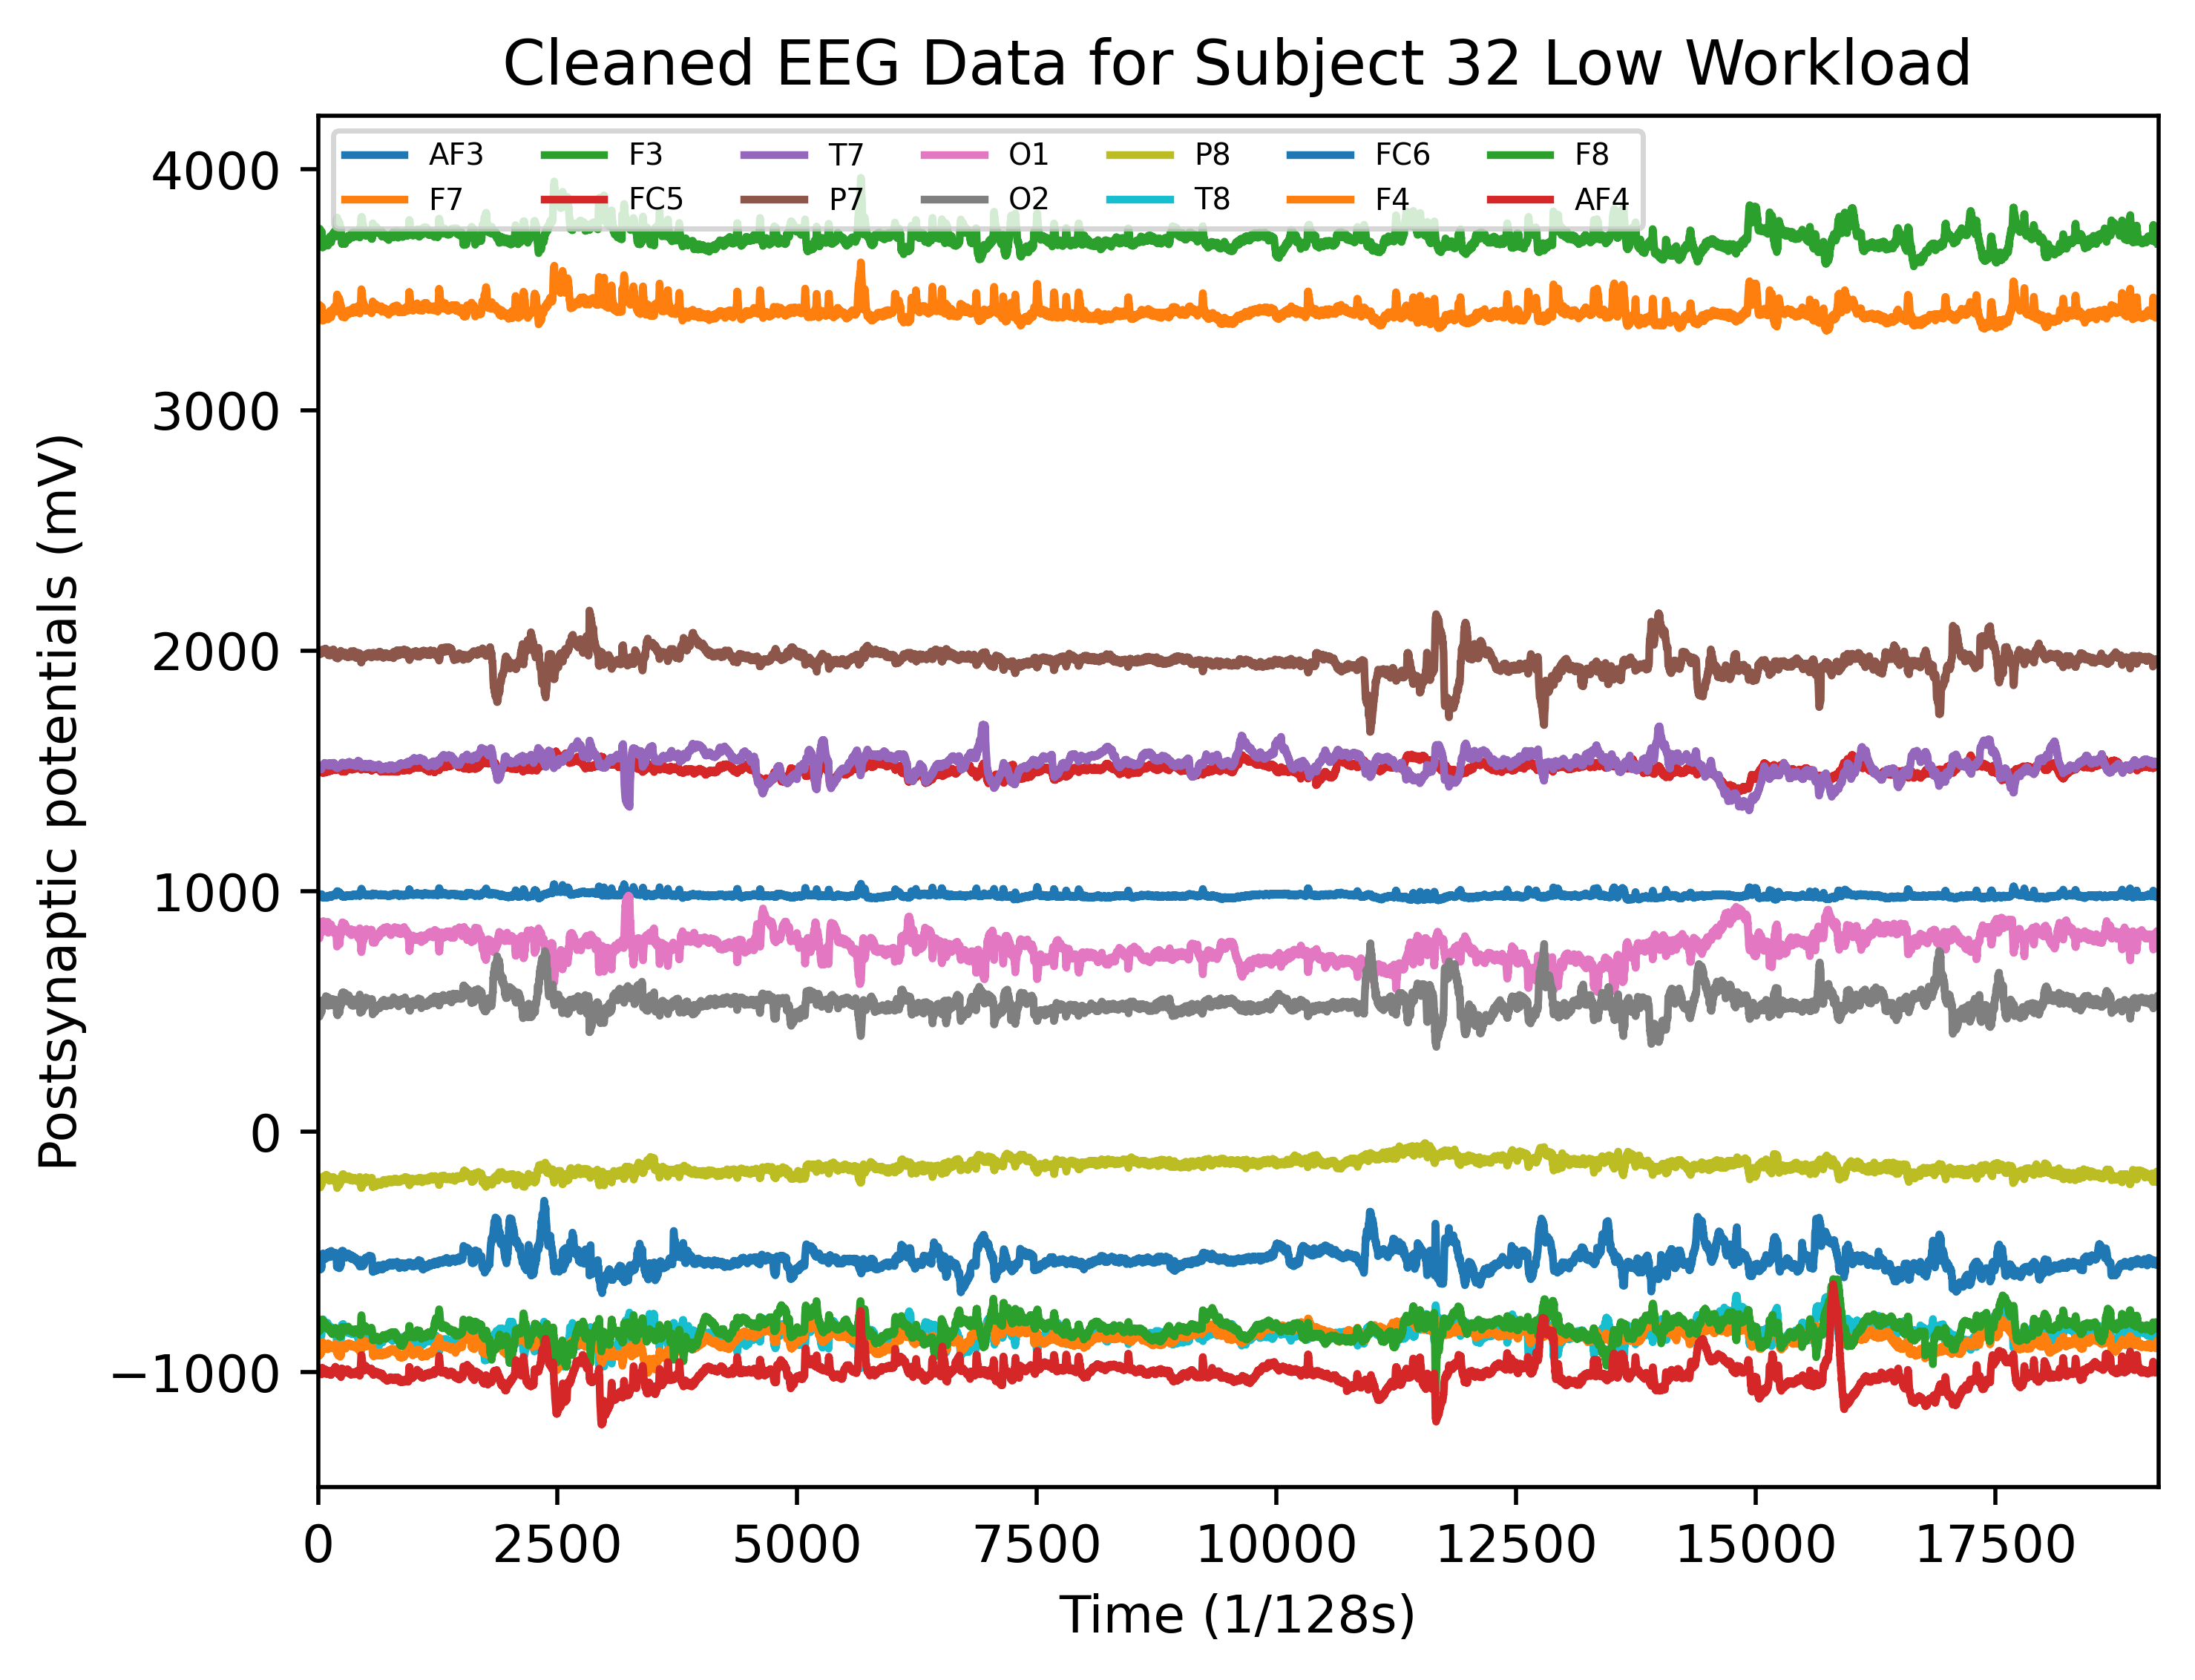 Cleaned EEG Data for Subject 32 Low Workload
AF3 F3 T7 O1 P8 FC6 F8
F7 FC5 P7 O2 T8 F4 AF4
4000
3000
2000
1000
0
−1000
Postsynaptic potentials (mV)
0 2500 5000 7500 10000 12500 15000 17500
Time (1/128s)